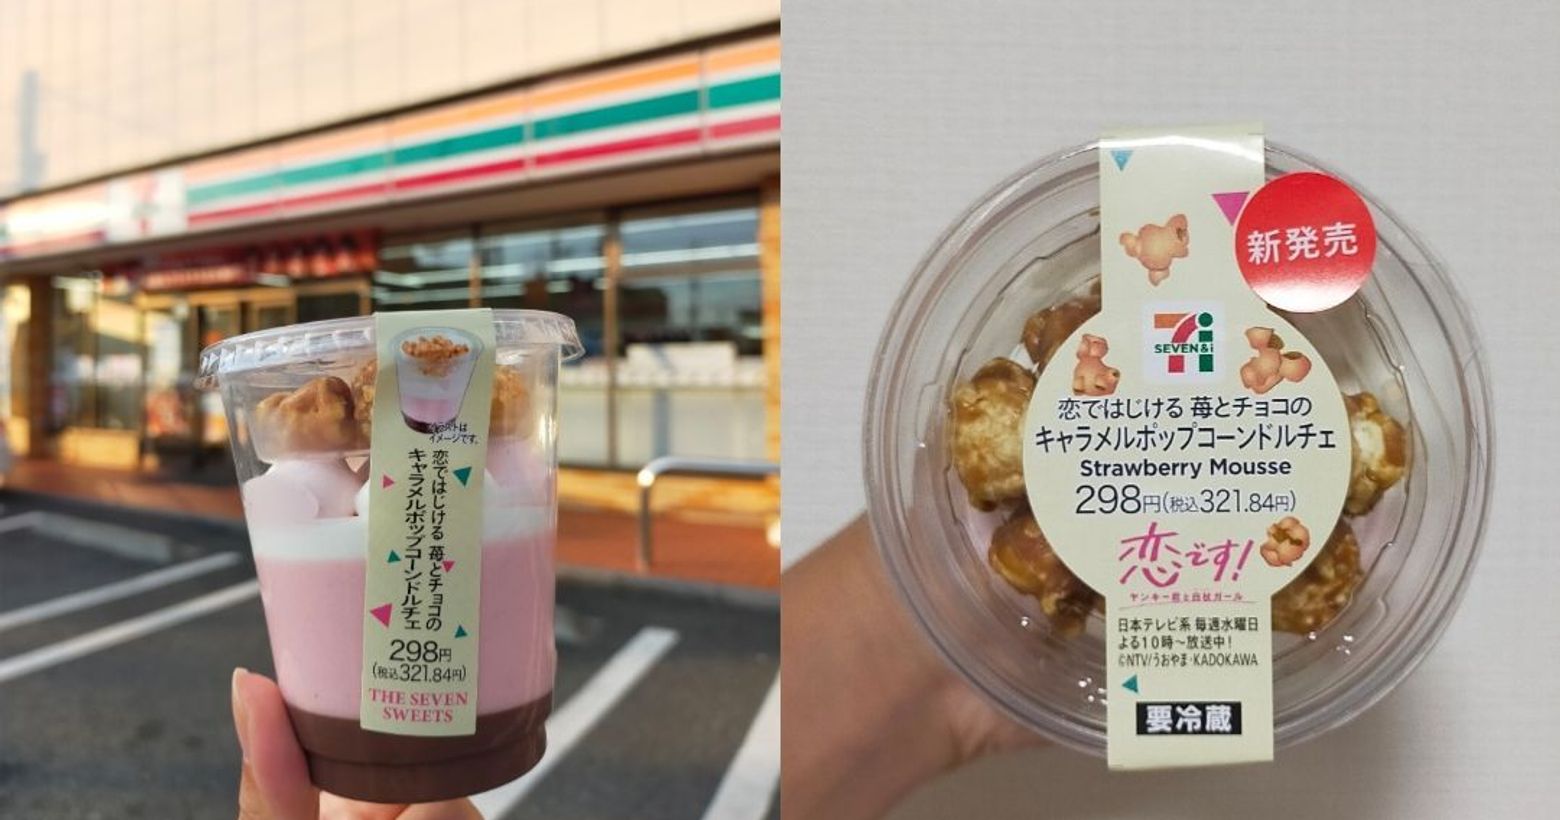 イラストは
イメージです。
恋ではじける 苺とチョコの
キャラメルポップコーンドルチェ
298円
(税込321.84円)
THE SEVEN
SWEETS
新発売
SEVEN&i
恋ではじける 苺とチョコの
キャラメルポップコーンドルチェ
Strawberry Mousse
298円(税込321.84円)
恋です!
ヤンキー君と白杖ガール
日本テレビ系 毎週水曜日
よる10時~放送中!
©NTV/うおやま・KADOKAWA
要冷蔵